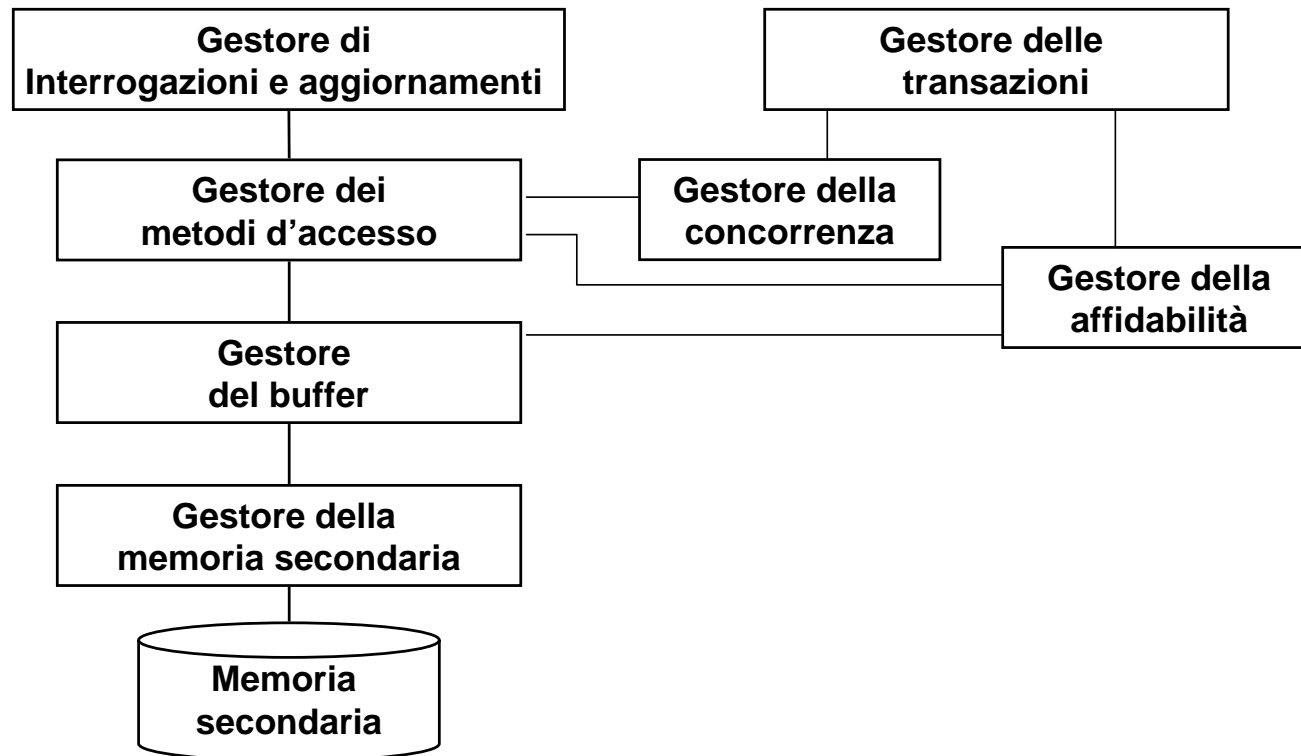 Gestore di
Interrogazioni e aggiornamenti
Gestore delle
transazioni
Gestore dei
metodi d’accesso
Gestore della
concorrenza
Gestore della
affidabilità
Gestore
del buffer
Gestore della
memoria secondaria
Memoria
secondaria